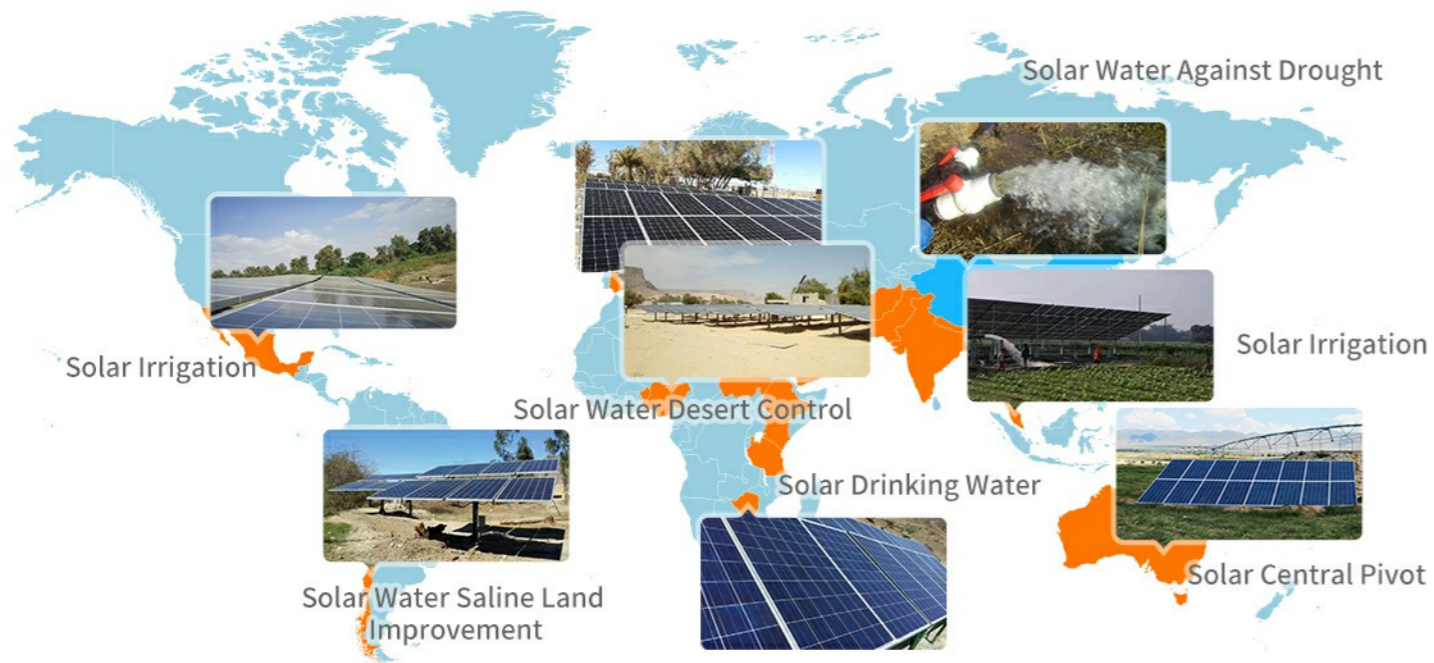 Solar Water Against Drought
Solar Irrigation
Solar Irrigation
Solar Water Desert Control
Solar Drinking Water
Solar Central Pivot
Solar Water Saline Land
Improvement